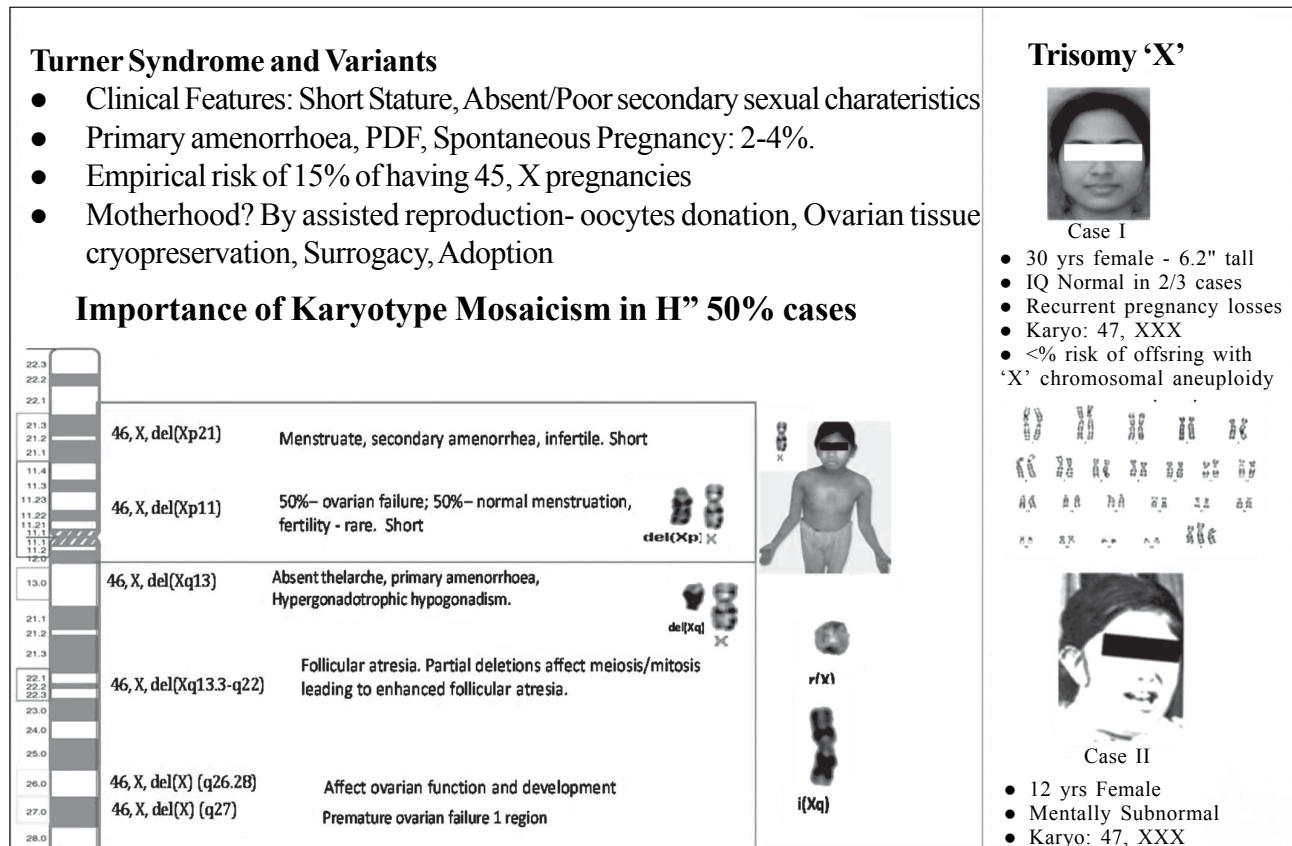 Turner Syndrome and Variants
● Clinical Features: Short Stature, Absent/Poor secondary sexual charateristics
● Primary amenorrhoea, PDF, Spontaneous Pregnancy: 2-4%.
● Empirical risk of 15% of having 45, X pregnancies
● Motherhood? By assisted reproduction- oocytes donation, Ovarian tissue
cryopreservation, Surrogacy, Adoption
Importance of Karyotype Mosaicism in H” 50% cases
22.3
22.2
22.1
21.3
21.2
21.1
11.4
11.3
11.23
11.22
11.21
11.1
11.1
11.2
12.0
13.0
21.1
21.2
21.3
22.1
22.2
22.3
23.0
24.0
25.0
26.0
27.0
28.0
46, X, del(Xp21)
Menstruate, secondary amenorrhea, infertile. Short
46, X, del(Xp11)
50%– ovarian failure; 50%– normal menstruation,
fertility - rare. Short
del(Xp) X
46, X, del(Xq13)
Absent thelarche, primary amenorrhoea,
Hypergonadotrophic hypogonadism.
del(Xq)
X
46, X, del(Xq13.3-q22)
Follicular atresia. Partial deletions affect meiosis/mitosis
leading to enhanced follicular atresia.
46, X, del(X) (q26.28)
Affect ovarian function and development
46, X, del(X) (q27)
Premature ovarian failure 1 region
X
r(X)
i(Xq)
Trisomy ‘X’
Case I
● 30 yrs female - 6.2" tall
● IQ Normal in 2/3 cases
● Recurrent pregnancy losses
● Karyo: 47, XXX
● <% risk of offsring with
‘X’ chromosomal aneuploidy
Case II
● 12 yrs Female
● Mentally Subnormal
● Karyo: 47, XXX